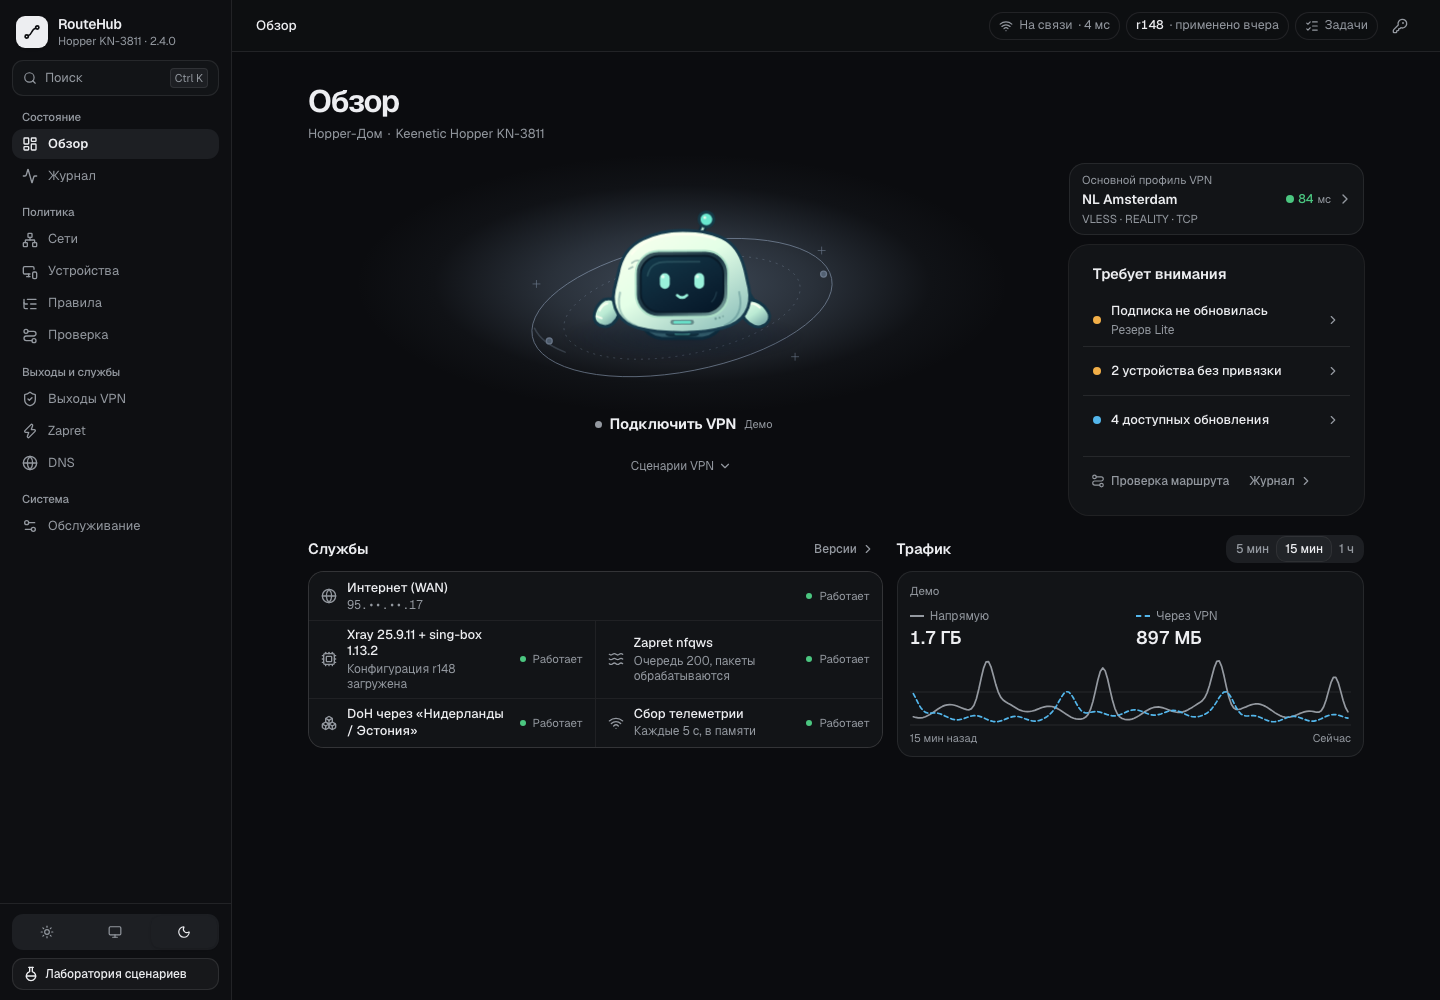 RouteHub
Hopper KN-3811 · 2.4.0
Поиск
Ctrl K
Состояние
Обзор
Журнал
Политика
Сети
Устройства
Правила
Проверка
Выходы и службы
Выходы VPN
Zapret
DNS
Система
Обслуживание
Лаборатория сценариев
Обзор
На связи · 4 мс
r148 · применено вчера
Задачи
Обзор
Hopper-Дом · Keenetic Hopper KN-3811
Подключить VPN Демо
Сценарии VPN
Основной профиль VPN
NL Amsterdam
84 мс
VLESS · REALITY · TCP
Требует внимания
Подписка не обновилась
Резерв Lite
2 устройства без привязки
4 доступных обновления
Проверка маршрута
Журнал
Службы
Версии
Интернет (WAN)
95.••.••.17
Работает
Xray 25.9.11 + sing-box
1.13.2
Конфигурация r148
загружена
Работает
Zapret nfqws
Очередь 200, пакеты
обрабатываются
Работает
DoH через «Нидерланды
/ Эстония»
Работает
Сбор телеметрии
Каждые 5 с, в памяти
Работает
Трафик
5 мин
15 мин
1 ч
Демо
Напрямую
1.7 ГБ
Через VPN
897 МБ
15 мин назад
Сейчас